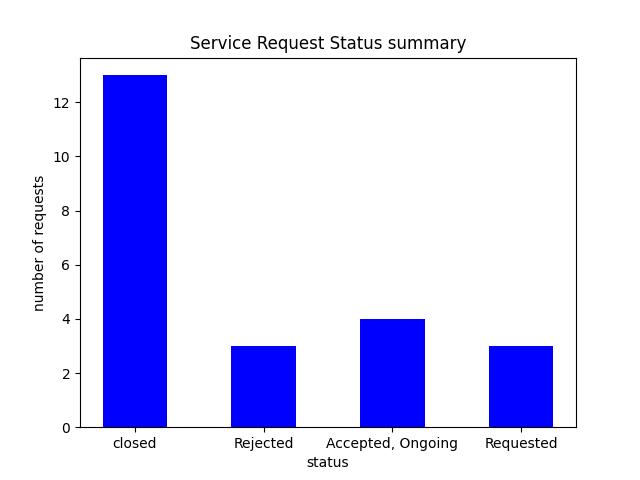 Service Request Status summary
12
10
8
6
4
2
0
number of requests
closed
Rejected
Accepted, Ongoing
Requested
status